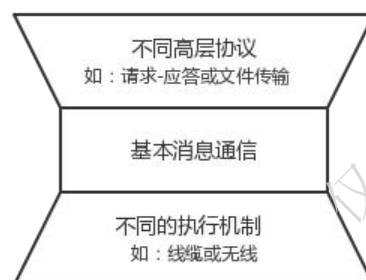 不同高层协议
如：请求-应答或文件传输
基本消息通信
不同的执行机制
如：线缆或无线